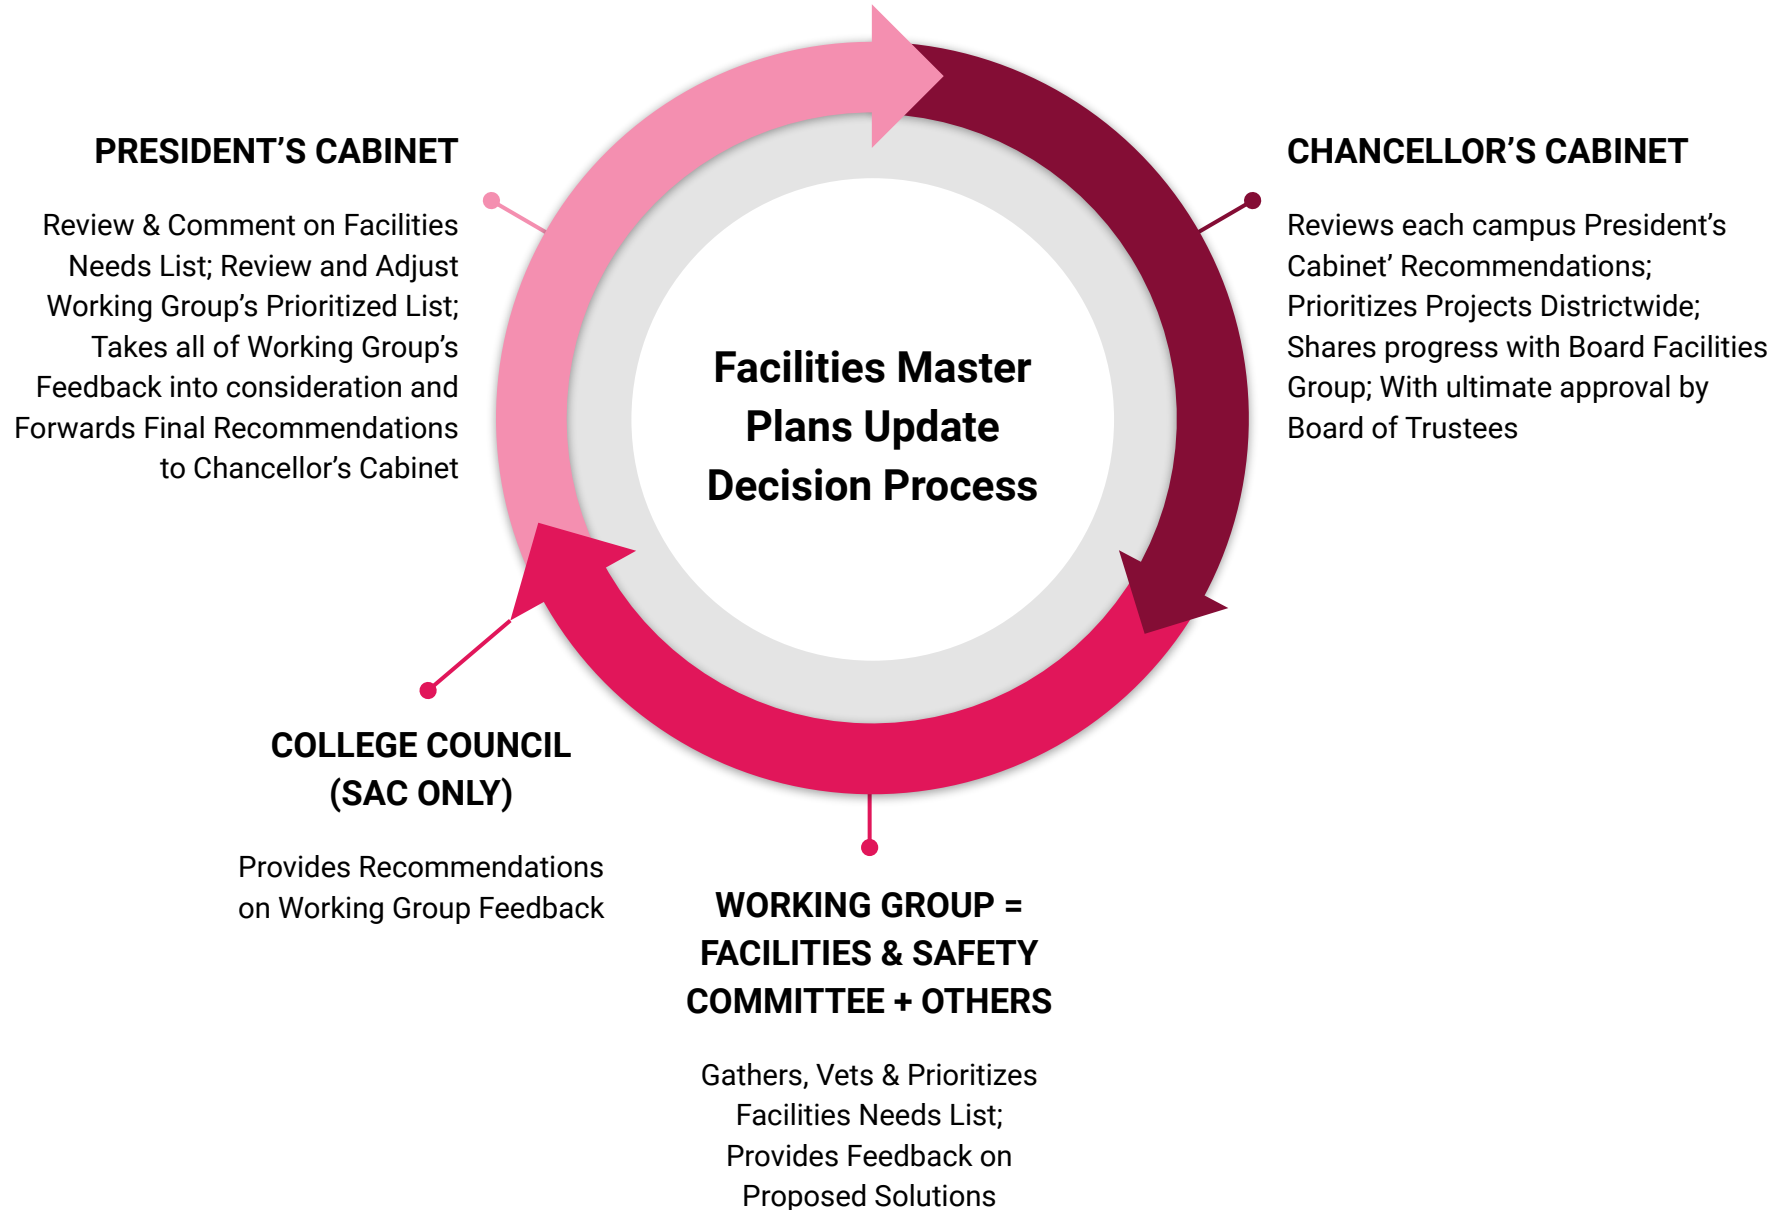 PRESIDENT’S CABINET
Review & Comment on Facilities
Needs List; Review and Adjust
Working Group’s Prioritized List;
Takes all of Working Group’s
Feedback into consideration and
Forwards Final Recommendations
to Chancellor’s Cabinet
Facilities Master
Plans Update
Decision Process
CHANCELLOR’S CABINET
Reviews each campus President’s
Cabinet’ Recommendations;
Prioritizes Projects Districtwide;
Shares progress with Board Facilities
Group; With ultimate approval by
Board of Trustees
COLLEGE COUNCIL
(SAC ONLY)
Provides Recommendations
on Working Group Feedback
WORKING GROUP =
FACILITIES & SAFETY
COMMITTEE + OTHERS
Gathers, Vets & Prioritizes
Facilities Needs List;
Provides Feedback on
Proposed Solutions